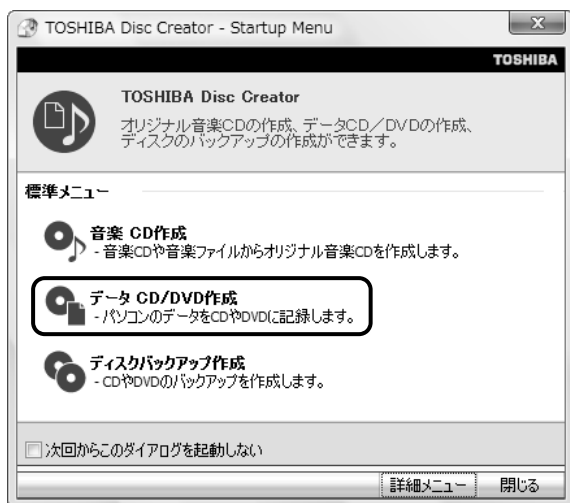 TOSHIBA Disc Creator - Startup Menu
TOSHIBA
TOSHIBA Disc Creator
オリジナル音楽CDの作成、データCD／DVDの作成、
ディスクのバックアップの作成ができます。
標準メニュー
音楽 CD作成
- 音楽CDや音楽ファイルからオリジナル音楽CDを作成します。
データ CD/DVD作成
- パソコンのデータをCDやDVDに記録します。
ディスクバックアップ作成
- CDやDVDのバックアップを作成します。
次回からこのダイアログを起動しない
詳細メニュー 閉じる